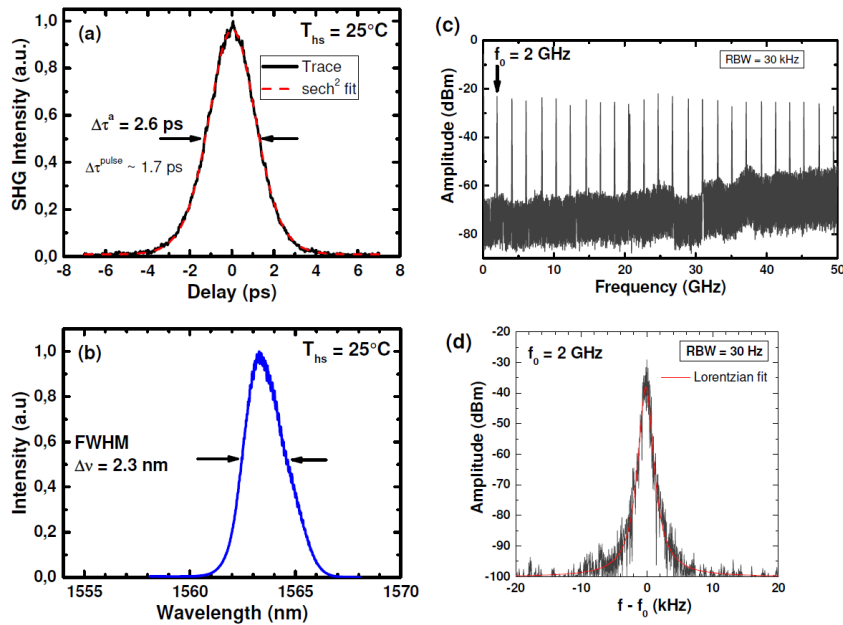 (a)
T_hs = 25°C
Trace
sech² fit
Δτ^a = 2.6 ps
Δτ^pulse ~ 1.7 ps
SHG Intensity (a.u.)
1,0
0,8
0,6
0,4
0,2
0,0
-8 -6 -4 -2 0 2 4 6 8
Delay (ps)
(c)
f_0 = 2 GHz
RBW = 30 kHz
Amplitude (dBm)
0
-20
-40
-60
-80
0 10 20 30 40 50
Frequency (GHz)
(b)
T_hs = 25°C
FWHM
Δν = 2.3 nm
Intensity (a.u)
1,0
0,8
0,6
0,4
0,2
0,0
1555 1560 1565 1570
Wavelength (nm)
(d)
f_0 = 2 GHz
RBW = 30 Hz
Lorentzian fit
Amplitude (dBm)
-20
-30
-40
-50
-60
-70
-80
-90
-100
-20 -10 0 10 20
f - f_0 (kHz)